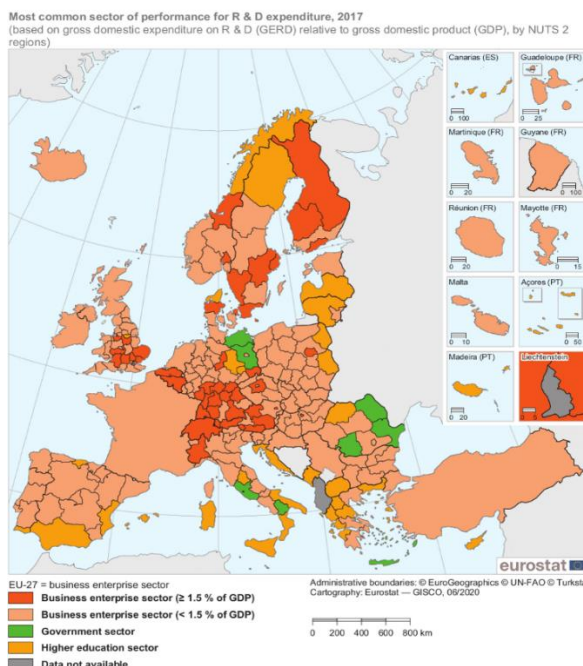 Most common sector of performance for R & D expenditure, 2017
(based on gross domestic expenditure on R & D (GERD) relative to gross domestic product (GDP), by NUTS 2
regions)
Canarias (ES)
0 100
Guadeloupe (FR)
0 25
Martinique (FR)
0 20
Guyane (FR)
0 100
Réunion (FR)
0 20
Mayotte (FR)
0 15
Malta
0 10
Açores (PT)
0 50
Madeira (PT)
0 20
Liechtenstein
eurostat
EU-27 = business enterprise sector
Business enterprise sector (≥ 1.5 % of GDP)
Business enterprise sector (< 1.5 % of GDP)
Government sector
Higher education sector
Data not available
Administrative boundaries: © EuroGeographics © UN-FAO © Turksta
Cartography: Eurostat — GISCO, 06/2020
0 200 400 600 800 km